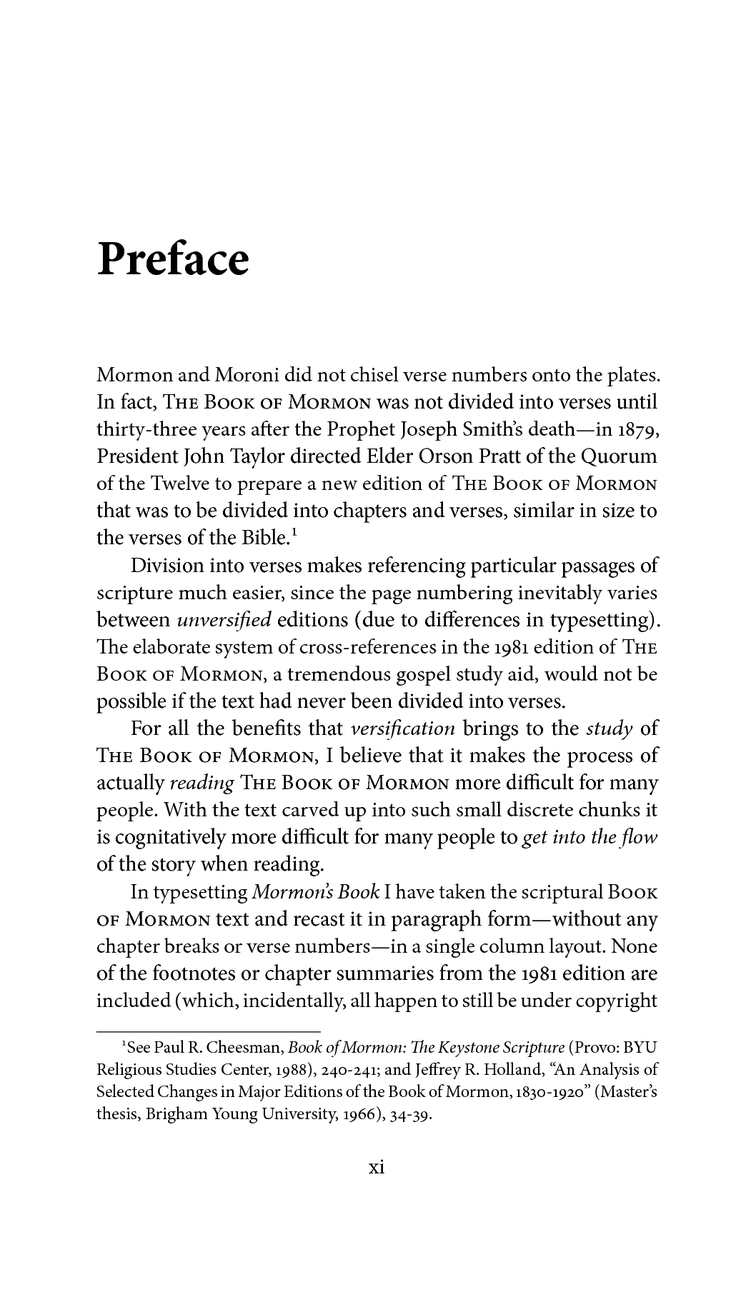 Preface
Mormon and Moroni did not chisel verse numbers onto the plates.
In fact, The Book of Mormon was not divided into verses until
thirty-three years after the Prophet Joseph Smith’s death—in 1879,
President John Taylor directed Elder Orson Pratt of the Quorum
of the Twelve to prepare a new edition of The Book of Mormon
that was to be divided into chapters and verses, similar in size to
the verses of the Bible.¹
Division into verses makes referencing particular passages of
scripture much easier, since the page numbering inevitably varies
between unversified editions (due to differences in typesetting).
The elaborate system of cross-references in the 1981 edition of The
Book of Mormon, a tremendous gospel study aid, would not be
possible if the text had never been divided into verses.
For all the benefits that versification brings to the study of
The Book of Mormon, I believe that it makes the process of
actually reading The Book of Mormon more difficult for many
people. With the text carved up into such small discrete chunks it
is cognitatively more difficult for many people to get into the flow
of the story when reading.
In typesetting Mormon’s Book I have taken the scriptural Book
of Mormon text and recast it in paragraph form—without any
chapter breaks or verse numbers—in a single column layout. None
of the footnotes or chapter summaries from the 1981 edition are
included (which, incidentally, all happen to still be under copyright
¹See Paul R. Cheesman, Book of Mormon: The Keystone Scripture (Provo: BYU
Religious Studies Center, 1988), 240-241; and Jeffrey R. Holland, “An Analysis of
Selected Changes in Major Editions of the Book of Mormon, 1830-1920” (Master’s
thesis, Brigham Young University, 1966), 34-39.
xi